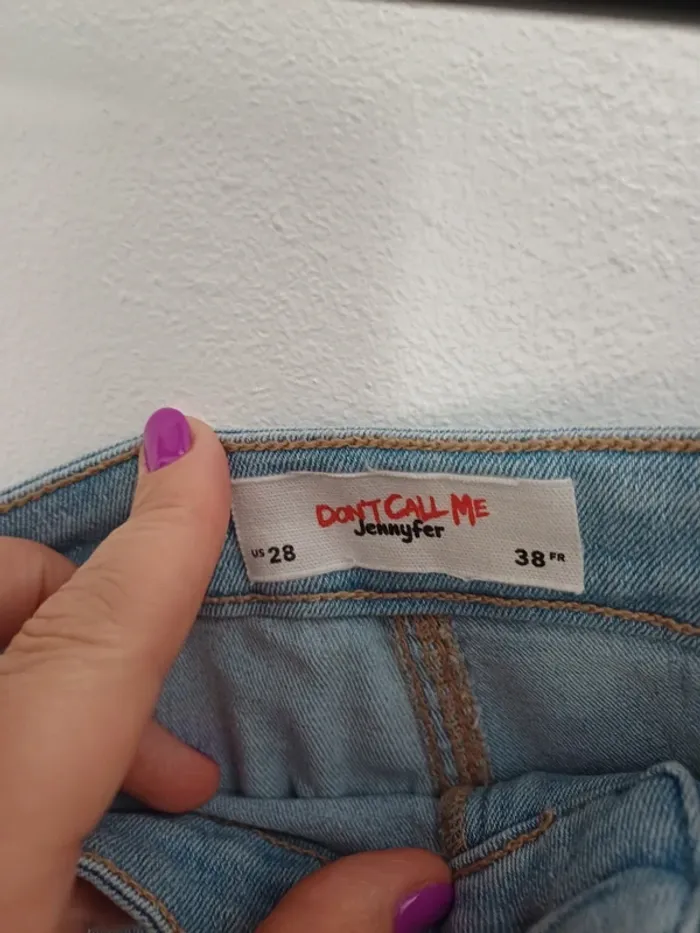 DON'T CALL ME
Jennyfer
US 28
38 FR